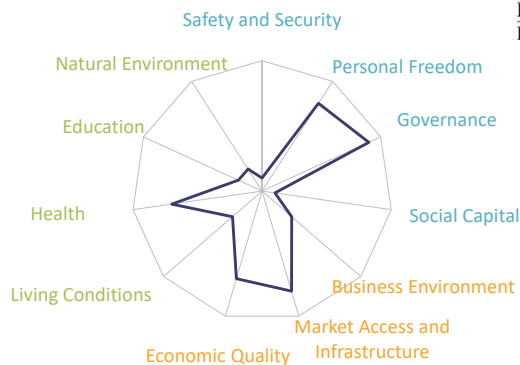 Safety and Security
Natural Environment
Personal Freedom
Education
Governance
Health
Social Capital
Living Conditions
Business Environment
Market Access and
Infrastructure
Economic Quality